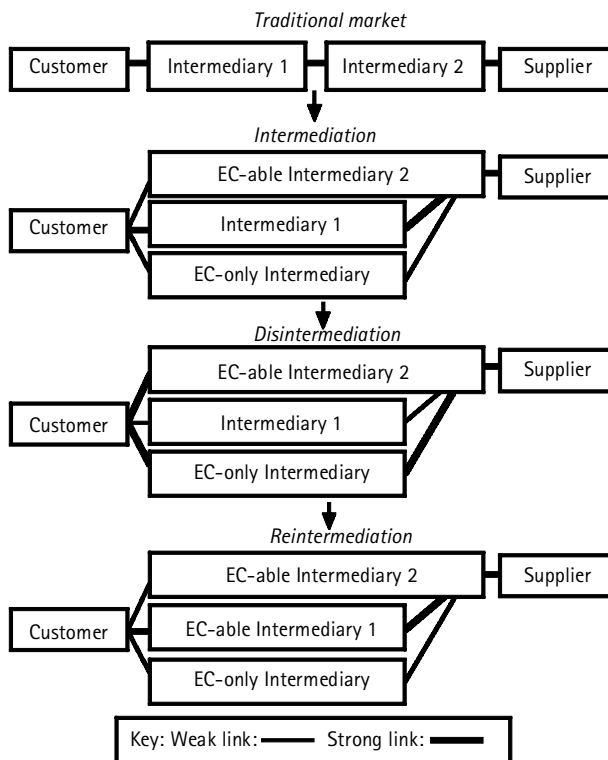 Traditional market
Customer Intermediary 1 Intermediary 2 Supplier
Intermediation
EC-able Intermediary 2 Supplier
Customer Intermediary 1
EC-only Intermediary
Disintermediation
EC-able Intermediary 2 Supplier
Customer Intermediary 1
EC-only Intermediary
Reintermediation
EC-able Intermediary 2 Supplier
Customer EC-able Intermediary 1
EC-only Intermediary
Key: Weak link: Strong link: